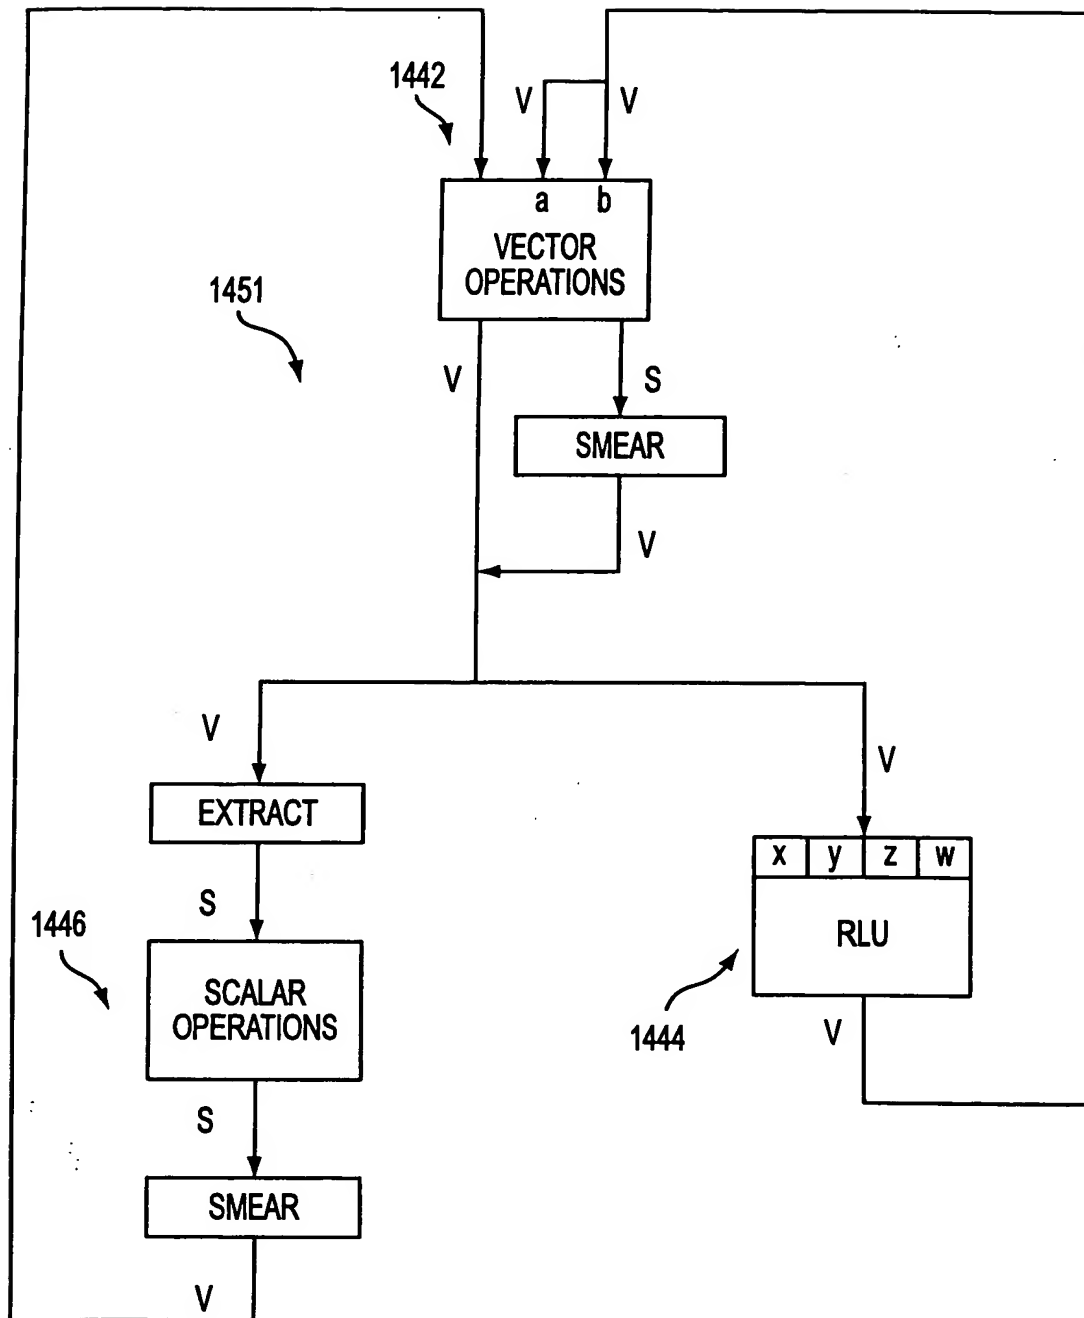 1442
V V
a b
VECTOR
OPERATIONS
1451
V S
SMEAR
V
V
V
EXTRACT
x y z w
S
RLU
1446
SCALAR
OPERATIONS
1444
V
S
SMEAR
V